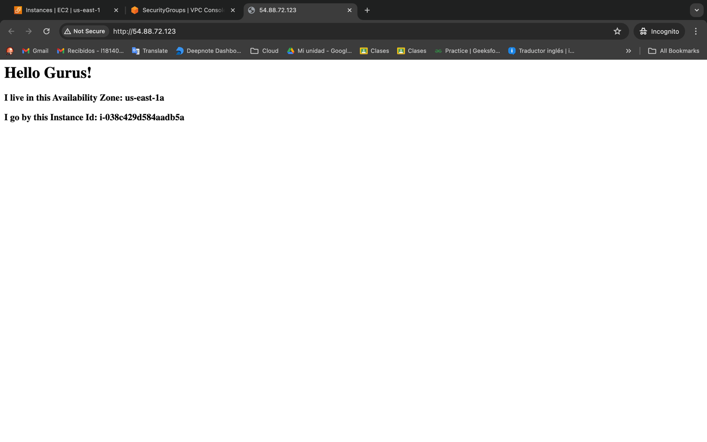 Instances | EC2 | us-east-1
SecurityGroups | VPC Conso
54.88.72.123
Not Secure
http://54.88.72.123
Incognito
Gmail
Recibidos - l18140...
Translate
Deepnote Dashbo...
Cloud
Mi unidad - Googl...
Clases
Clases
Practice | Geeksfo...
Traductor inglés | i...
All Bookmarks
Hello Gurus!
I live in this Availability Zone: us-east-1a
I go by this Instance Id: i-038c429d584aadb5a